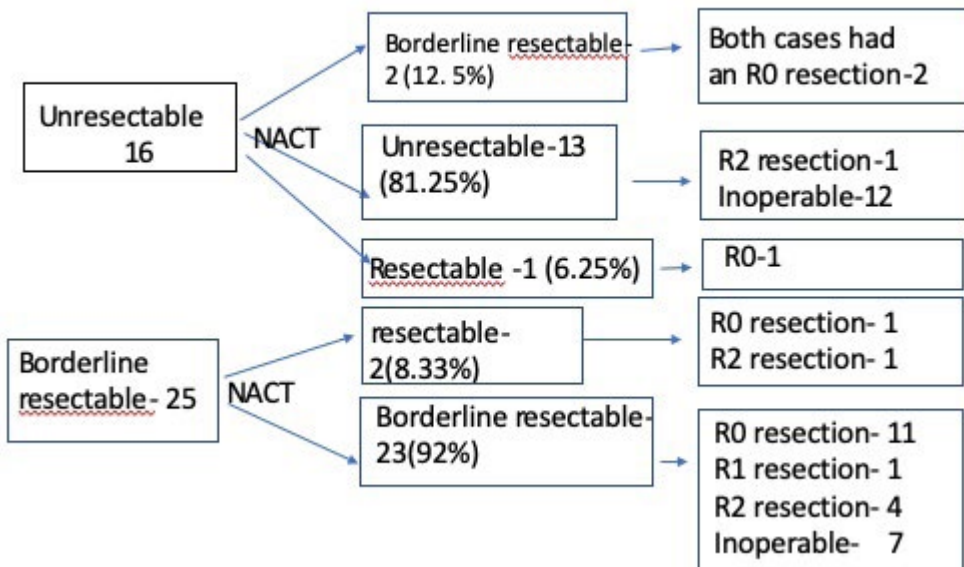 Unresectable
16
NACT
Borderline resectable-
2 (12. 5%)
Both cases had
an R0 resection-2
Unresectable-13
(81.25%)
R2 resection-1
Inoperable-12
Resectable -1 (6.25%)
R0-1
Borderline
resectable- 25
NACT
resectable-
2(8.33%)
R0 resection- 1
R2 resection- 1
Borderline resectable-
23(92%)
R0 resection- 11
R1 resection- 1
R2 resection- 4
Inoperable- 7